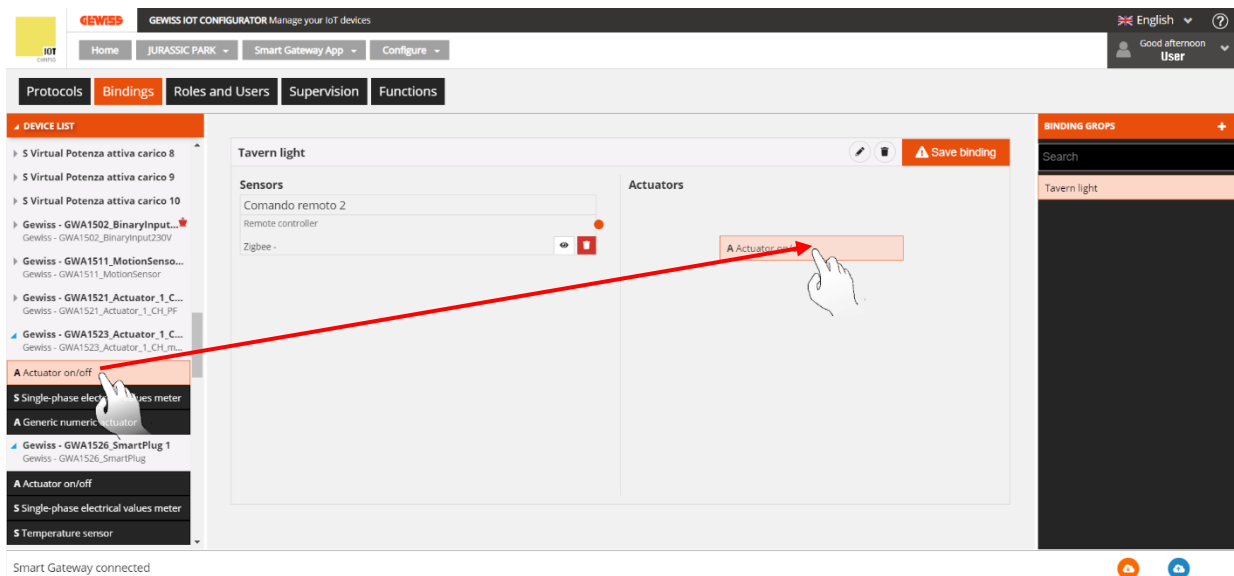 GEWISS
GEWISS IOT CONFIGURATOR Manage your IoT devices
English
?
IOT
Home
JURASSIC PARK
Smart Gateway App
Configure
Good afternoon
User
Protocols
Bindings
Roles and Users
Supervision
Functions
DEVICE LIST
S Virtual Potenza attiva carico 8
S Virtual Potenza attiva carico 9
S Virtual Potenza attiva carico 10
Gewiss - GWA1502_BinaryInput...
Gewiss - GWA1502_BinaryInput230V
Gewiss - GWA1511_MotionSenso...
Gewiss - GWA1511_MotionSensor
Gewiss - GWA1521_Actuator_1_C...
Gewiss - GWA1521_Actuator_1_CH_PF
Gewiss - GWA1523_Actuator_1_C...
Gewiss - GWA1523_Actuator_1_CH_m...
A Actuator on/off
S Single-phase values meter
A Generic numeric actuator
Gewiss - GWA1526_SmartPlug 1
Gewiss - GWA1526_SmartPlug
A Actuator on/off
S Single-phase electrical values meter
S Temperature sensor
Tavern light
Save binding
Sensors
Comando remoto 2
Remote controller
Zigbee -
Actuators
A Actuator
BINDING GROPS
+
Search
Tavern light
Smart Gateway connected